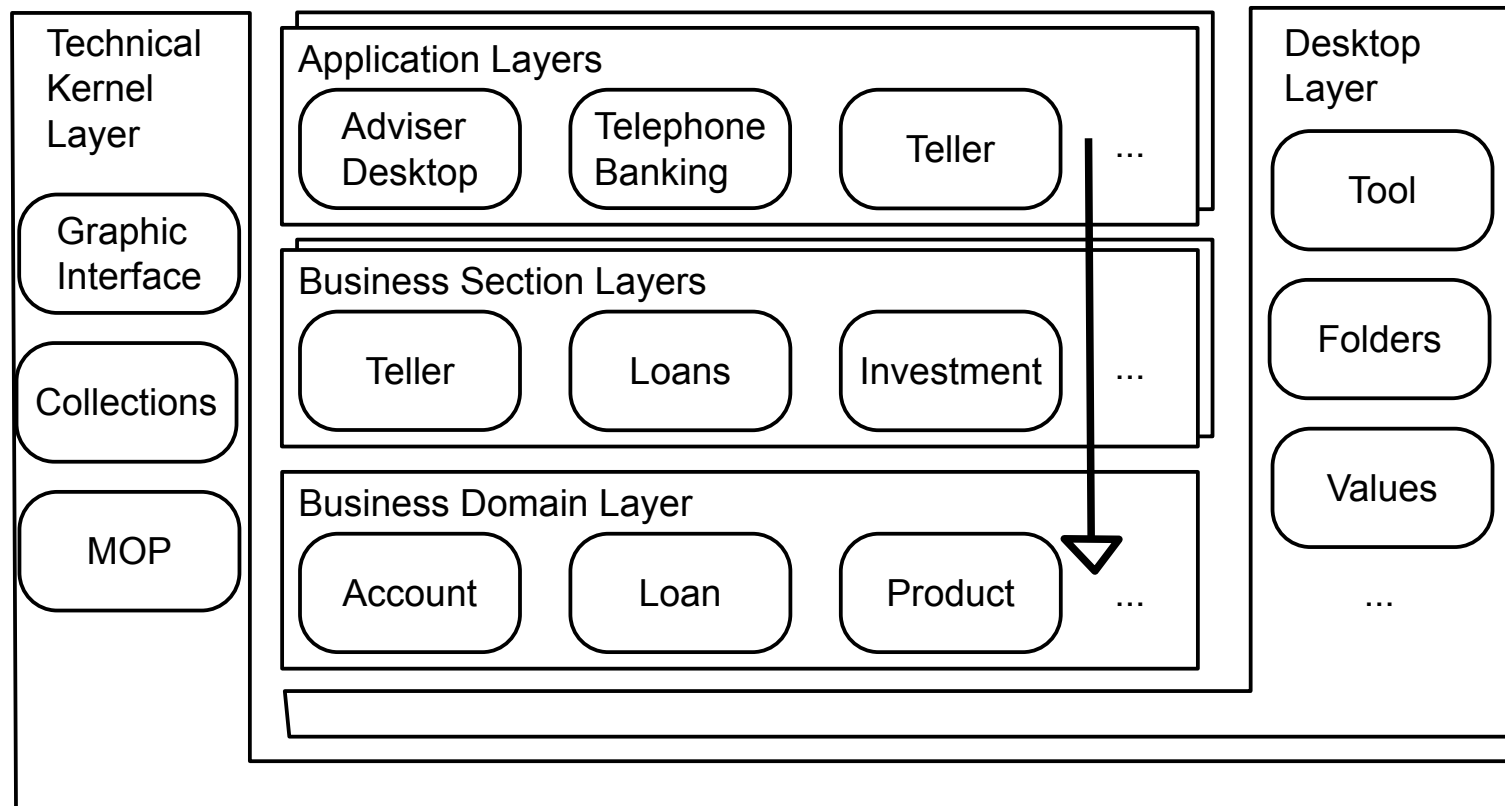 Technical
Kernel
Layer
Graphic
Interface
Collections
MOP
Application Layers
Adviser
Desktop
Telephone
Banking
Teller
...
Business Section Layers
Teller
Loans
Investment
...
Business Domain Layer
Account
Loan
Product
...
Desktop
Layer
Tool
Folders
Values
...